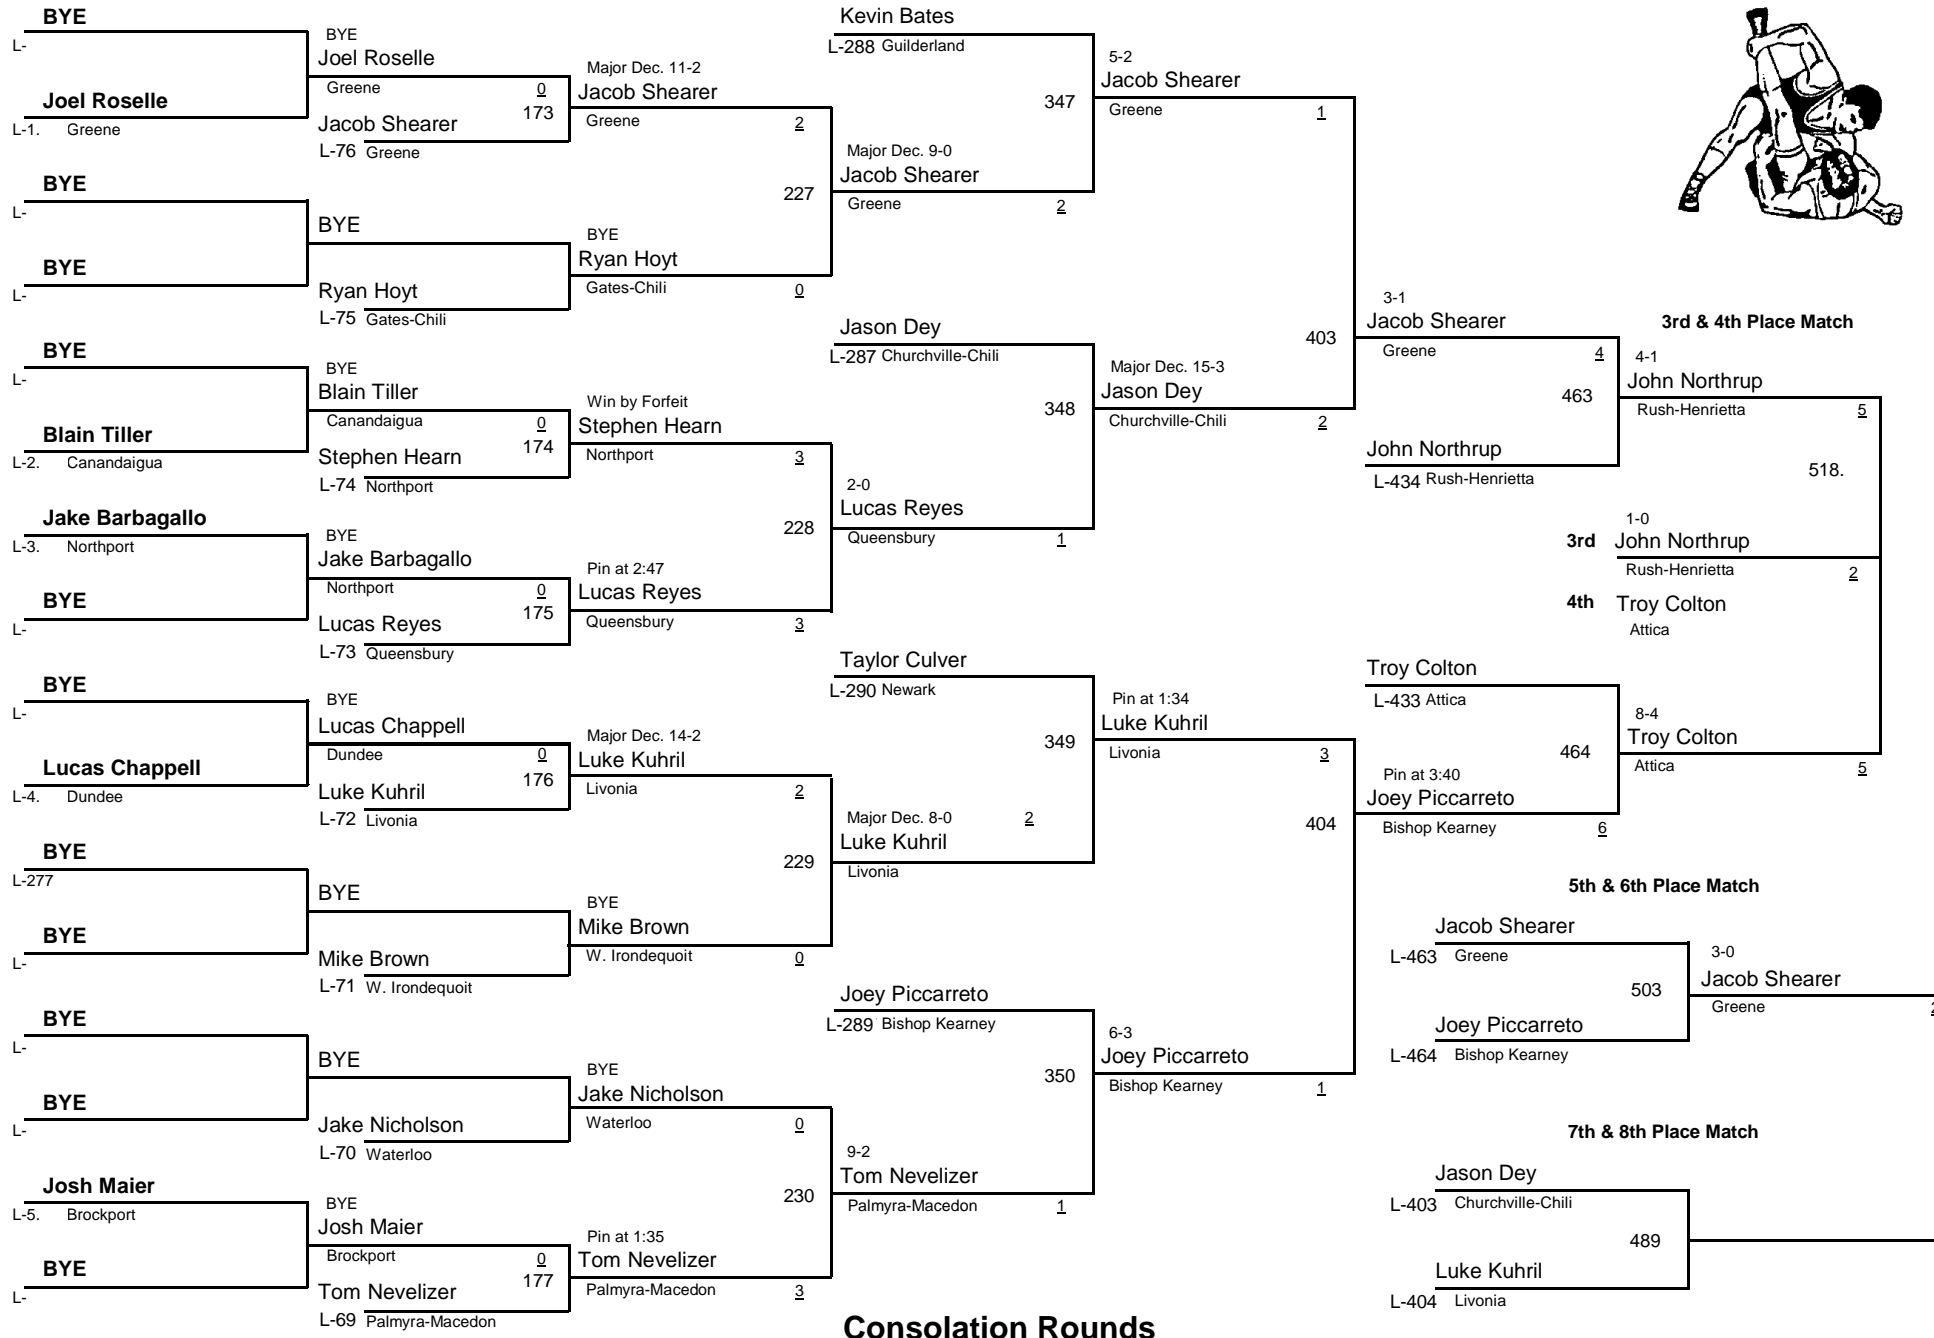 BYE
L-
Joel Roselle
L-1. Greene
BYE
L-
BYE
L-
BYE
L-
Blain Tiller
L-2. Canandaigua
Jake Barbagallo
L-3. Northport
BYE
L-
BYE
L-
Lucas Chappell
L-4. Dundee
BYE
L-277
BYE
L-
BYE
L-
BYE
L-
Josh Maier
L-5. Brockport
BYE
L-
BYE
Joel Roselle
Greene 0
173
Jacob Shearer
L-76 Greene
BYE
Ryan Hoyt
L-75 Gates-Chili
BYE
Blain Tiller
Canandaigua 0
174
Stephen Hearn
L-74 Northport
BYE
Jake Barbagallo
Northport 0
175
Lucas Reyes
L-73 Queensbury
BYE
Lucas Chappell
Dundee 0
176
Luke Kuhril
L-72 Livonia
BYE
Mike Brown
L-71 W. Irondequoit
BYE
Jake Nicholson
L-70 Waterloo
BYE
Josh Maier
Brockport 0
177
Tom Nevelizer
L-69 Palmyra-Macedon
Major Dec. 11-2
Jacob Shearer
Greene 2
227
BYE
Ryan Hoyt
Gates-Chili 0
Win by Forfeit
Stephen Hearn
Northport 3
228
Pin at 2:47
Lucas Reyes
Queensbury 3
Major Dec. 14-2
Luke Kuhril
Livonia 2
229
BYE
Mike Brown
W. Irondequoit 0
BYE
Jake Nicholson
Waterloo 0
230
Pin at 1:35
Tom Nevelizer
Palmyra-Macedon 3
Kevin Bates
L-288 Guilderland
347
Major Dec. 9-0
Jacob Shearer
Greene 2
Jason Dey
L-287 Churchville-Chili
348
2-0
Lucas Reyes
Queensbury 1
Taylor Culver
L-290 Newark
349
Major Dec. 8-0 2
Luke Kuhril
Livonia
Joey Piccarreto
L-289 Bishop Kearney
350
9-2
Tom Nevelizer
Palmyra-Macedon 1
5-2
Jacob Shearer
Greene 1
403
Major Dec. 15-3
Jason Dey
Churchville-Chili 2
Pin at 1:34
Luke Kuhril
Livonia 3
404
6-3
Joey Piccarreto
Bishop Kearney 1
3-1
Jacob Shearer
Greene 4
463
John Northrup
L-434 Rush-Henrietta
Troy Colton
L-433 Attica
464
Pin at 3:40
Joey Piccarreto
Bishop Kearney 6
3rd & 4th Place Match
4-1
John Northrup
Rush-Henrietta 5
518.
1-0
3rd John Northrup
Rush-Henrietta 2
4th Troy Colton
Attica
8-4
Troy Colton
Attica 5
5th & 6th Place Match
Jacob Shearer
L-463 Greene
503
Joey Piccarreto
L-464 Bishop Kearney
3-0
Jacob Shearer
Greene
7th & 8th Place Match
Jason Dey
L-403 Churchville-Chili
489
Luke Kuhril
L-404 Livonia
Consolation Rounds